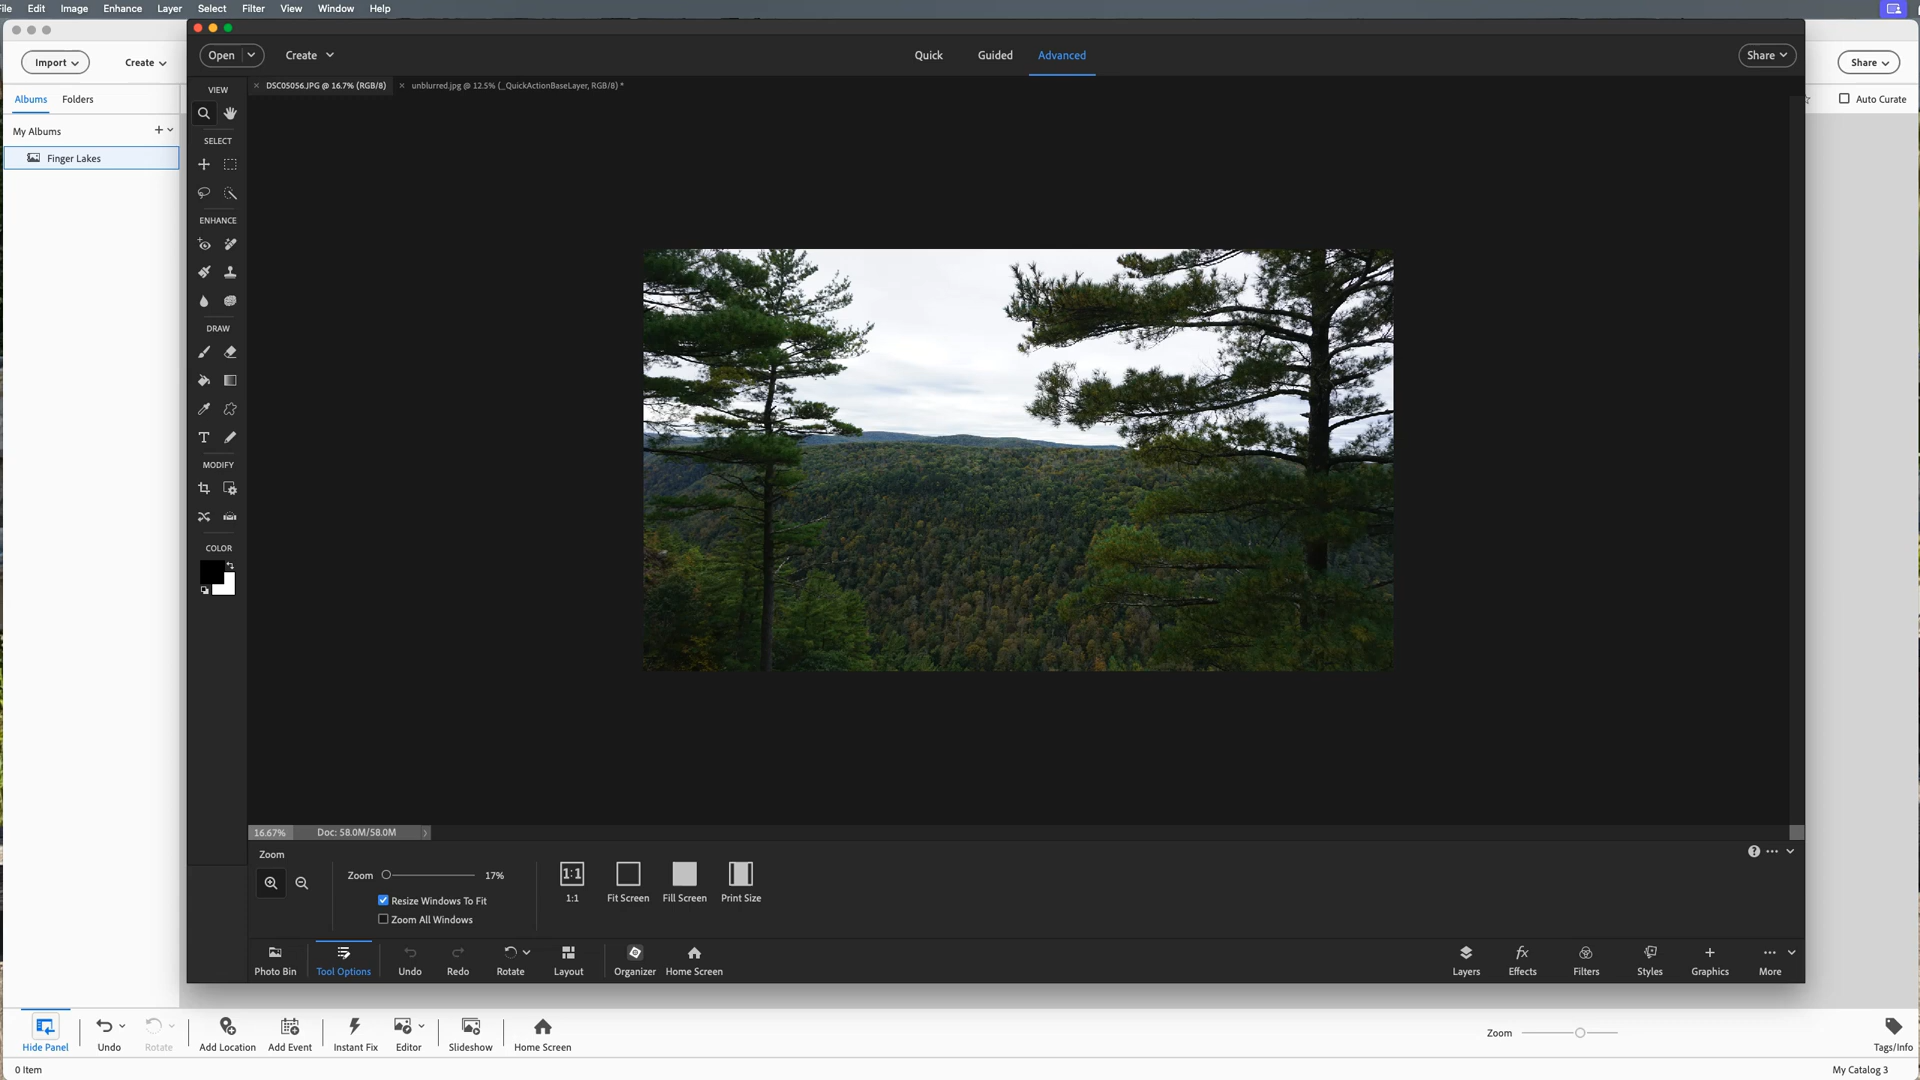 Edit Image Enhance Layer Select Filter View Window Help
Open Create Quick Guided Advanced Share
Import Create Share
DSC05056.JPG @ 16.7% (RGB/8) unblurred.jpg @ 12.5% (_QuickActionBaseLayer, RGB/8) *
Albums Folders Auto Curate
My Albums
Finger Lakes
VIEW
SELECT
ENHANCE
DRAW
MODIFY
COLOR
16.67% Doc: 58.0M/58.0M
Zoom
Zoom 17%
Resize Windows To Fit
Zoom All Windows
1:1
1:1 Fit Screen Fill Screen Print Size
Photo Bin Tool Options Undo Redo Rotate Layout Organizer Home Screen Layers Effects Filters Styles Graphics More
Hide Panel Undo Rotate Add Location Add Event Instant Fix Editor Slideshow Home Screen Zoom Tags/Info
0 Item My Catalog 3